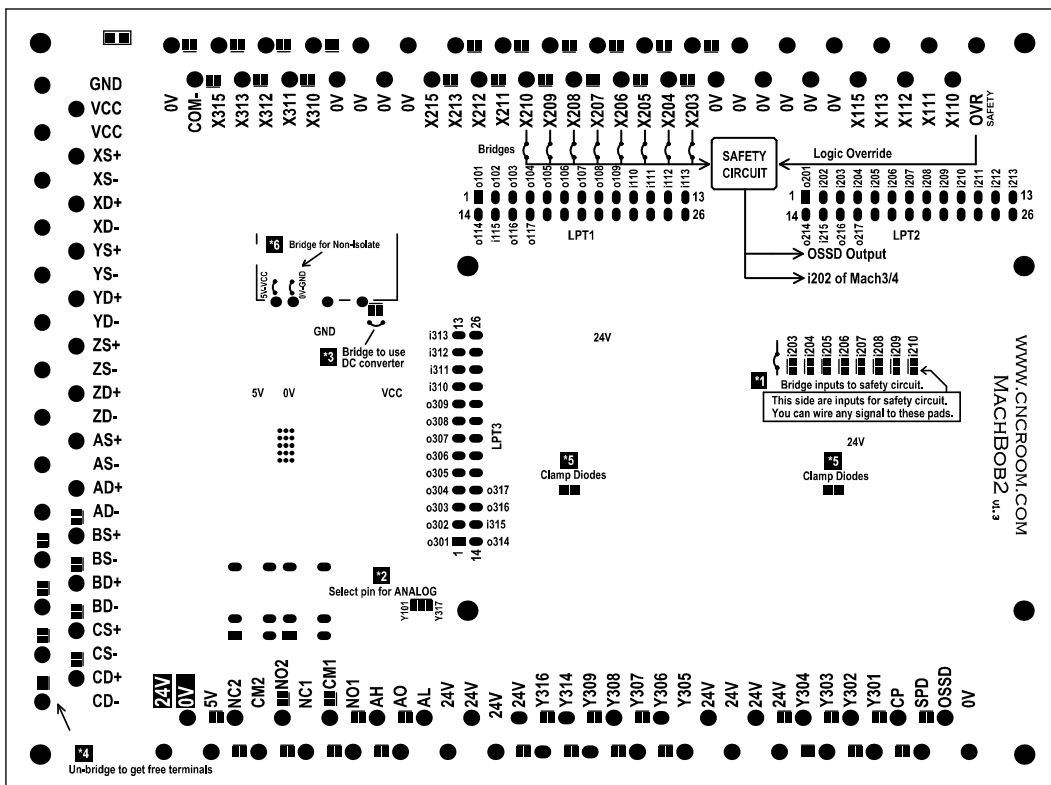 GND
VCC
VCC
XS+
XS-
XD+
XD-
YS+
YS-
YD+
YD-
ZS+
ZS-
ZD+
ZD-
AS+
AS-
AD+
AD-
BS+
BS-
BD+
BD-
CS+
CS-
CD+
CD-
*4
Un-bridge to get free terminals
0V
COM-
X315
X313
X312
X311
X310
0V
0V
0V
0V
X215
X213
X212
X211
X210
X209
X208
X207
X206
X205
X204
X203
0V
0V
0V
0V
0V
0V
X115
X113
X112
X111
X110
OVR
SAFETY
Bridges
SAFETY
CIRCUIT
Logic Override
o101
o102
o103
o104
o105
o106
o107
o108
o109
i110
i111
i112
i113
1
13
14
26
o114
i115
o116
o117
LPT1
o201
i202
i203
i204
i205
i206
i207
i208
i209
i210
i211
i212
i213
1
13
14
26
o214
i215
o216
o217
LPT2
OSSD Output
i202 of Mach3/4
*6
Bridge for Non-Isolate
5V-VCC
0V-GND
GND
*3
Bridge to use
DC converter
5V
0V
VCC
13
26
i313
i312
i311
i310
o309
o308
o307
o306
o305
o304
o303
o302
o301
o317
o316
i315
o314
1
14
LPT3
24V
*5
Clamp Diodes
i203
i204
i205
i206
i207
i208
i209
i210
*1
Bridge inputs to safety circuit.
This side are inputs for safety circuit.
You can wire any signal to these pads.
24V
*5
Clamp Diodes
WWW.CNCROOM.COM
MACHBOB2
v1.3
*2
Select pin for ANALOG
Y101
Y317
24V
0V
5V
NC2
CM2
NO2
NC1
CM1
NO1
AH
AO
AL
24V
24V
24V
24V
Y316
Y314
Y309
Y308
Y307
Y306
Y305
24V
24V
24V
24V
Y304
Y303
Y302
Y301
CP
SPD
OSSD
0V